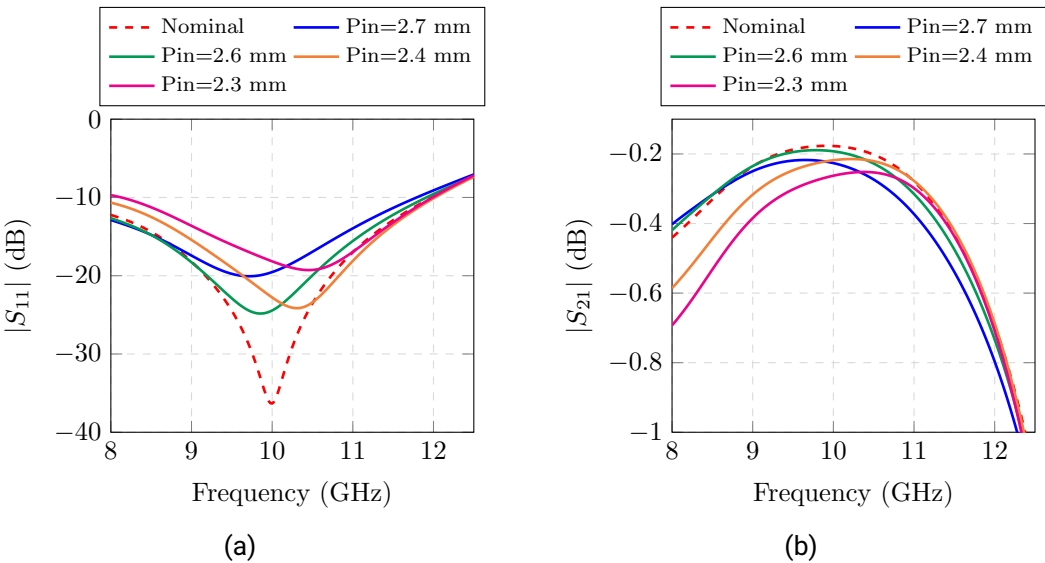 Nominal Pin=2.7 mm
Pin=2.6 mm Pin=2.4 mm
Pin=2.3 mm
0
−10
−20
−30
−40
8 9 10 11 12
|S11| (dB)
Frequency (GHz)
(a)
Nominal Pin=2.7 mm
Pin=2.6 mm Pin=2.4 mm
Pin=2.3 mm
−0.2
−0.4
−0.6
−0.8
−1
8 9 10 11 12
|S21| (dB)
Frequency (GHz)
(b)